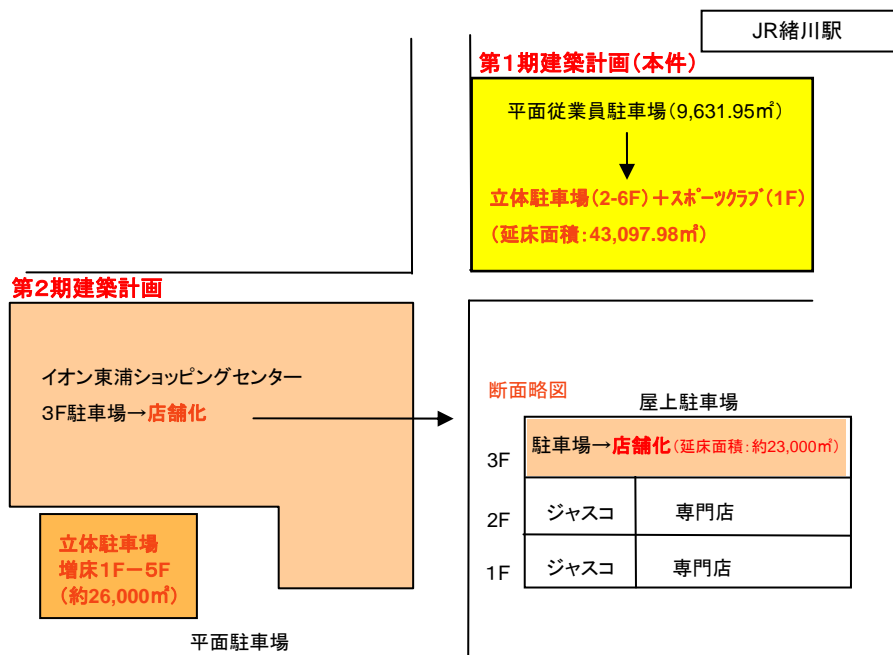 JR緒川駅
第1期建築計画(本件)
平面従業員駐車場(9,631.95㎡)
立体駐車場(2-6F)+スポーツクラブ(1F)
(延床面積:43,097.98㎡)
第2期建築計画
イオン東浦ショッピングセンター
3F駐車場→店舗化
立体駐車場
増床1F-5F
(約26,000㎡)
平面駐車場
断面略図
屋上駐車場
3F
駐車場→店舗化(延床面積:約23,000㎡)
2F
ジャスコ
専門店
1F
ジャスコ
専門店